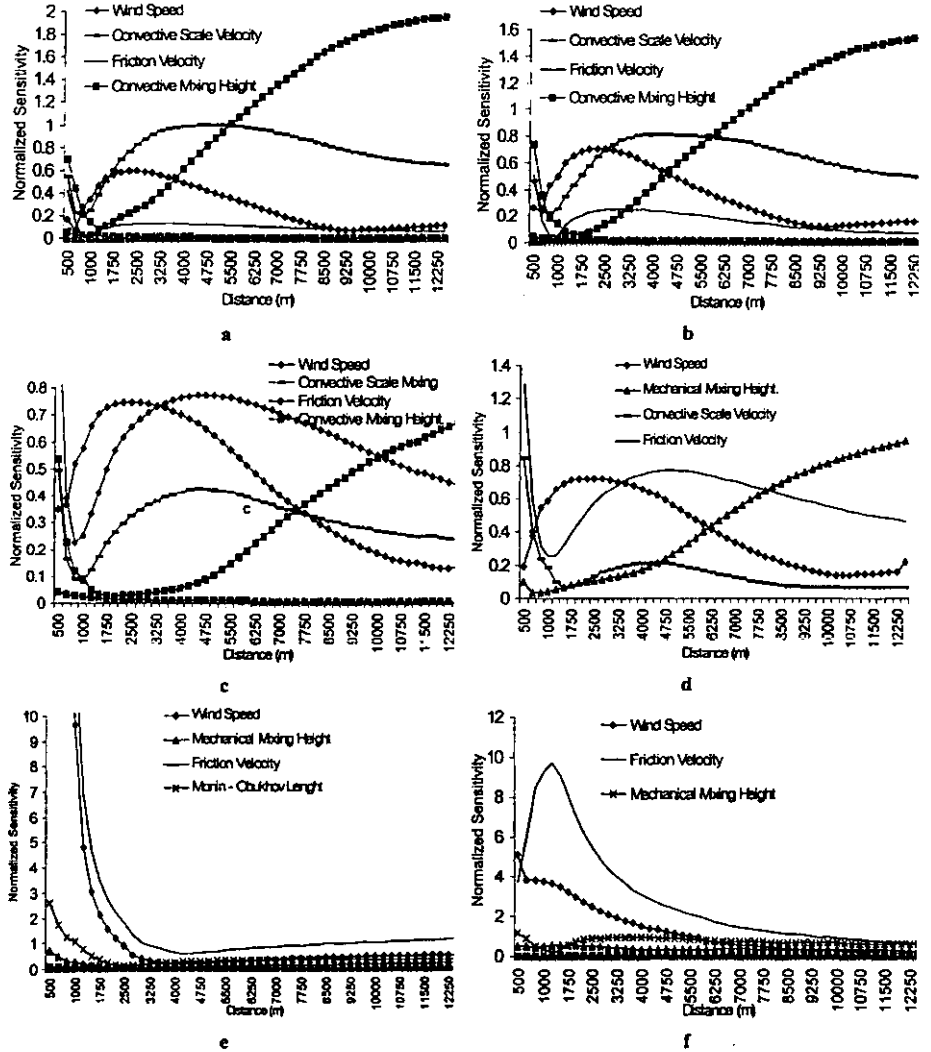 Wind Speed
Convective Scale Velocity
Friction Velocity
Convective Mixing Height
Normalized Sensitivity
2
1.8
1.6
1.4
1.2
1
0.8
0.6
0.4
0.2
0
500 1000 1750 2500 3250 4000 4750 5500 6250 7000 7750 8500 9250 10000 10750 11500 12250
Distance (m)
a
Wind Speed
Convective Scale Velocity
Friction Velocity
Convective Mixing Height
Normalized Sensitivity
1.6
1.4
1.2
1
0.8
0.6
0.4
0.2
0
500 1000 1750 2500 3250 4000 4750 5500 6250 7000 7750 8500 9250 10000 10750 11500 12250
Distance (m)
b
Wind Speed
Convective Scale Mixing
Friction Velocity
Convective Mixing Height
Normalized Sensitivity
0.8
0.7
0.6
0.5
0.4
0.3
0.2
0.1
0
c
500 1000 1750 2500 3250 4000 4750 5500 6250 7000 7750 8500 9250 10000 10750 11500 12250
Distance (m)
c
Wind Speed
Mechanical Mixing Height.
Convective Scale Velocity
Friction Velocity
Normalized Sensitivity
1.4
1.2
1
0.8
0.6
0.4
0.2
0
500 1000 1750 2500 3250 4000 4750 5500 6250 7000 7750 8500 9250 10000 10750 11500 12250
Distance (m)
d
Wind Speed
Mechanical Mixing Height
Friction Velocity
Monin - Obukhov Lenght
Normalized Sensitivity
10
9
8
7
6
5
4
3
2
1
0
500 1000 1750 2500 3250 4000 4750 5500 6250 7000 7750 8500 9250 10000 10750 11500 12250
Distance (m)
e
Wind Speed
Friction Velocity
Mechanical Mixing Height
Normalized Sensitivity
12
10
8
6
4
2
0
500 1000 1750 2500 3250 4000 4750 5500 6250 7000 7750 8500 9250 10000 10750 11500 12250
Distance (m)
f